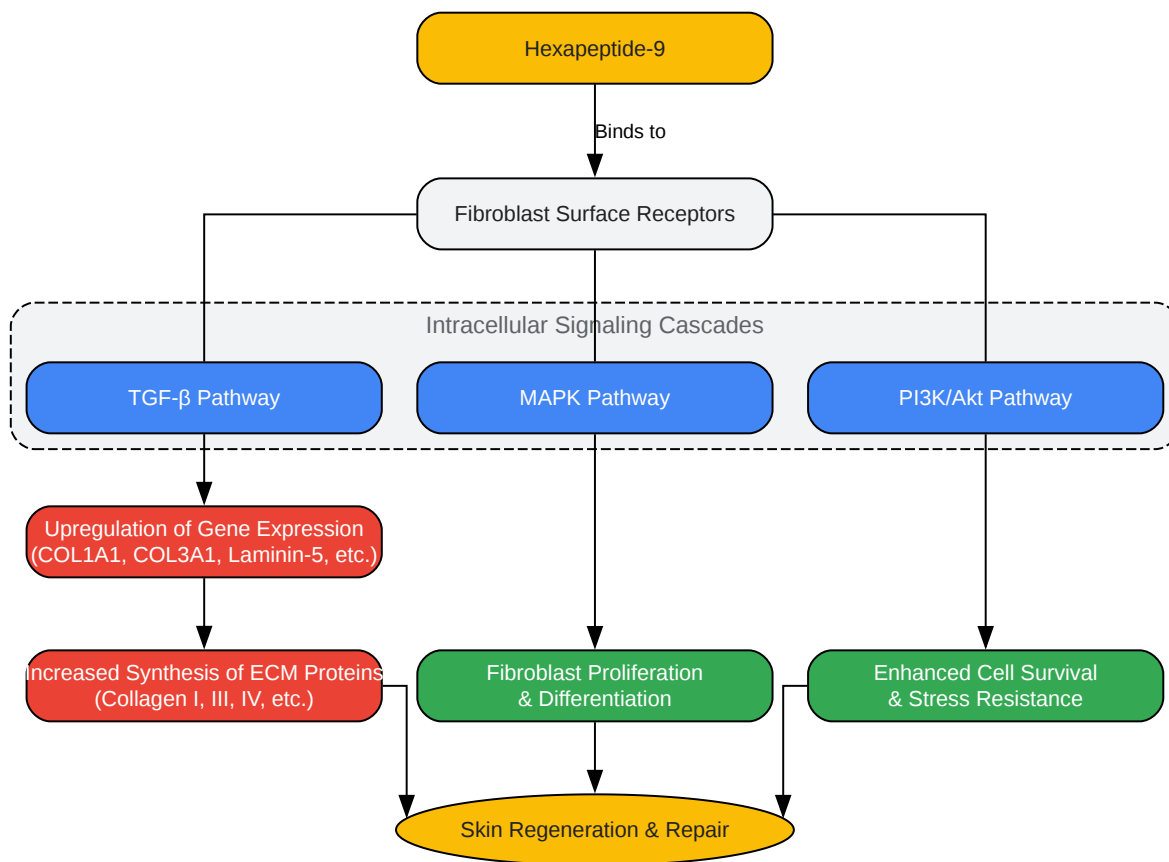 Hexapeptide-9
Binds to
Fibroblast Surface Receptors
Intracellular Signaling Cascades
TGF-β Pathway
MAPK Pathway
PI3K/Akt Pathway
Upregulation of Gene Expression
(COL1A1, COL3A1, Laminin-5, etc.)
Increased Synthesis of ECM Proteins
(Collagen I, III, IV, etc.)
Fibroblast Proliferation
& Differentiation
Enhanced Cell Survival
& Stress Resistance
Skin Regeneration & Repair